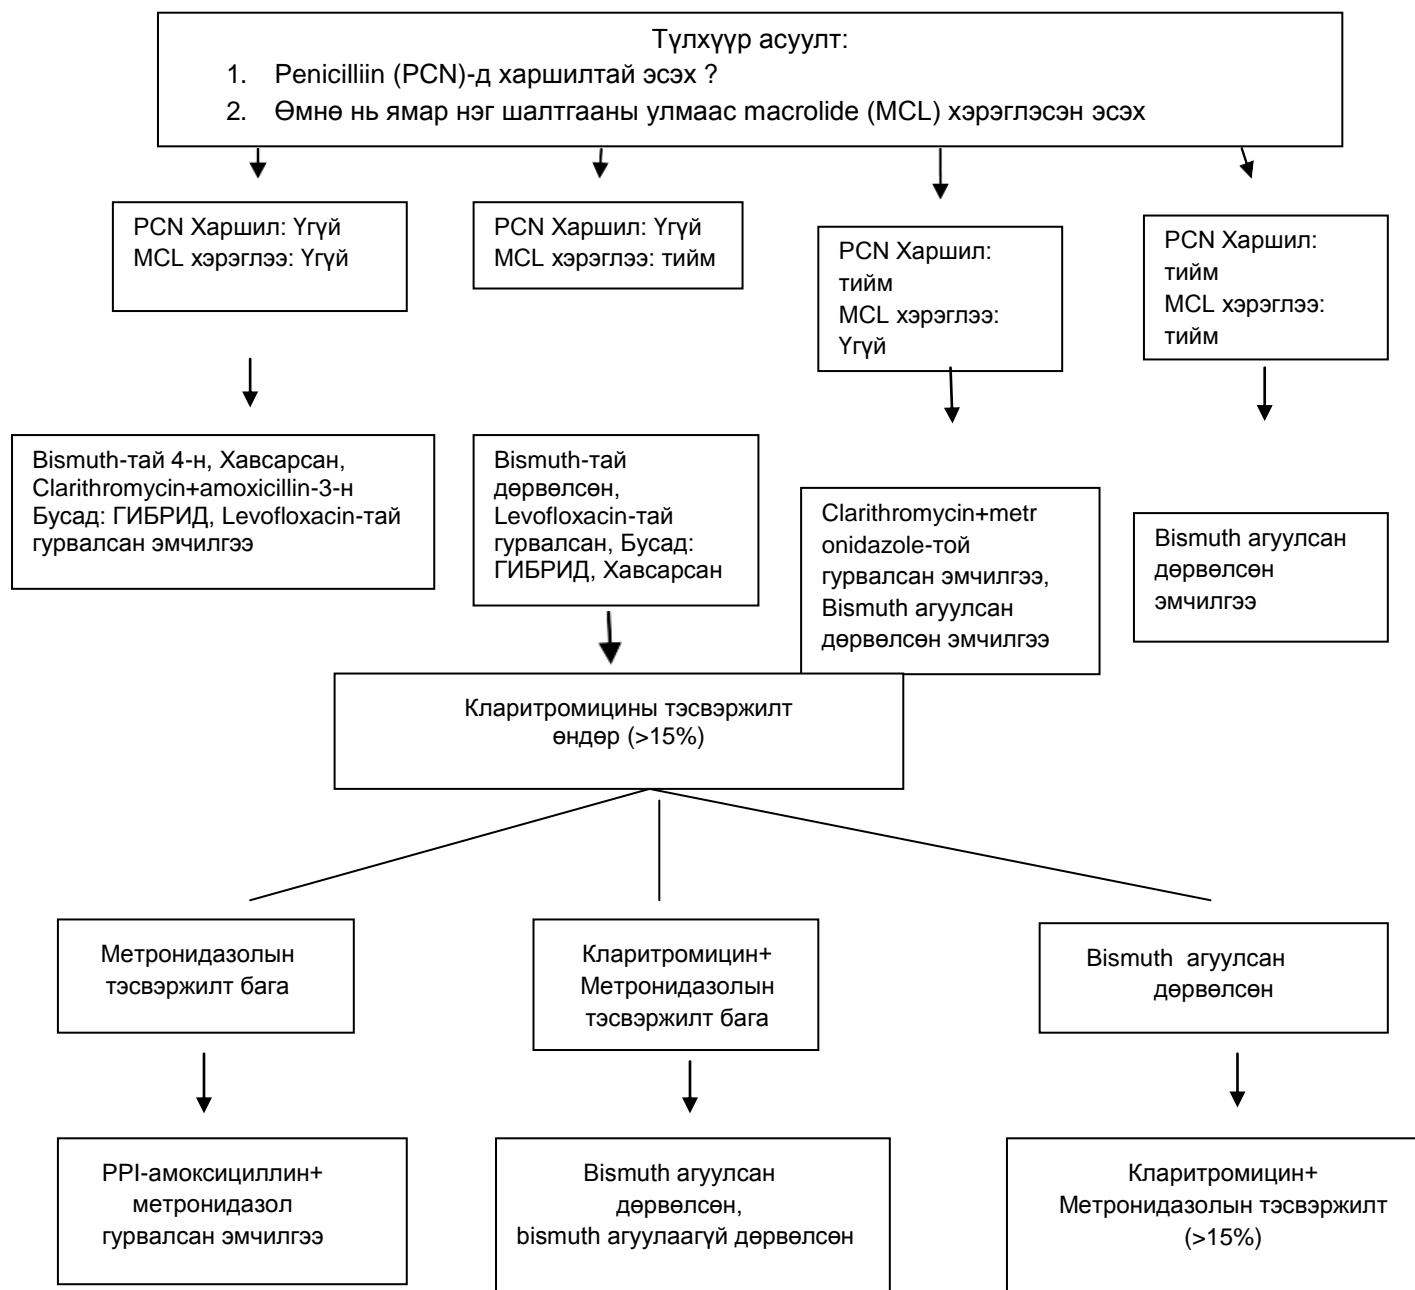 Түлхүүр асуулт:
1. Penicilliin (PCN)-д харшилтай эсэх ?
2. Өмнө нь ямар нэг шалтгааны улмаас macrolide (MCL) хэрэглэсэн эсэх
PCN Харшил: Үгүй
MCL хэрэглээ: Үгүй
PCN Харшил: Үгүй
MCL хэрэглээ: тийм
PCN Харшил:
тийм
MCL хэрэглээ:
Үгүй
PCN Харшил:
тийм
MCL хэрэглээ:
тийм
Bismuth-тай 4-н, Хавсарсан,
Clarithromycin+amoxicillin-3-н
Бусад: ГИБРИД, Levofloxacin-тай
гурвалсан эмчилгээ
Bismuth-тай
дөрвөлсөн,
Levofloxacin-тай
гурвалсан, Бусад:
ГИБРИД, Хавсарсан
Clarithromycin+metr
onidazole-той
гурвалсан эмчилгээ,
Bismuth агуулсан
дөрвөлсөн эмчилгээ
Bismuth агуулсан
дөрвөлсөн
эмчилгээ
Кларитромицины тэсвэржилт
өндөр (>15%)
Метронидазолын
тэсвэржилт бага
Кларитромицин+
Метронидазолын
тэсвэржилт бага
Bismuth агуулсан
дөрвөлсөн
PPI-амоксициллин+
метронидазол
гурвалсан эмчилгээ
Bismuth агуулсан
дөрвөлсөн,
bismuth агуулаагүй дөрвөлсөн
Кларитромицин+
Метронидазолын тэсвэржилт
(>15%)